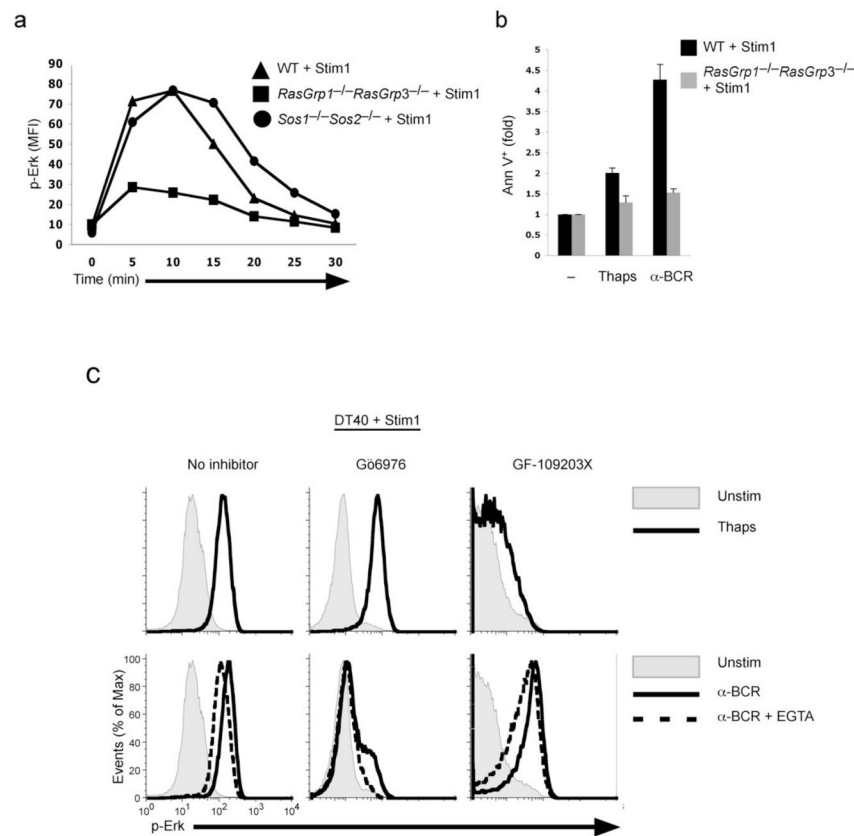 a
p-Erk (MFI)
90
80
70
60
50
40
30
20
10
0
0 5 10 15 20 25 30
Time (min)
WT + Stim1
RasGrp1–/–RasGrp3–/– + Stim1
Sos1–/–Sos2–/– + Stim1
b
Ann V+ (fold)
5
4.5
4
3.5
3
2.5
2
1.5
1
0.5
0
– Thaps α-BCR
WT + Stim1
RasGrp1–/–RasGrp3–/–
+ Stim1
c
DT40 + Stim1
No inhibitor Gö6976 GF-109203X
Unstim
Thaps
Events (% of Max)
100
80
60
40
20
0
10⁰ 10¹ 10² 10³ 10⁴
p-Erk
Unstim
α-BCR
α-BCR + EGTA